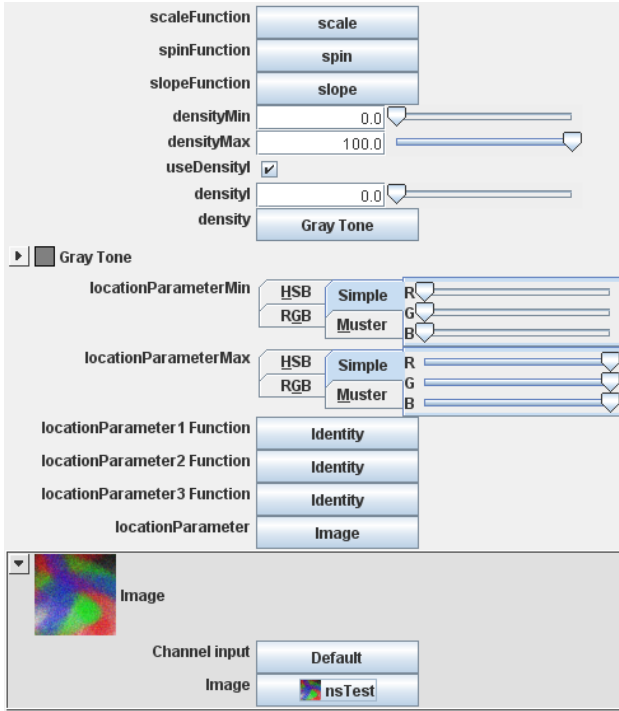 scaleFunction scale
spinFunction spin
slopeFunction slope
densityMin 0.0
densityMax 100.0
useDensityI
densityI 0.0
density Gray Tone
Gray Tone
locationParameterMin HSB Simple R
RGB Muster G
B
locationParameterMax HSB Simple R
RGB Muster G
B
locationParameter1 Function Identity
locationParameter2 Function Identity
locationParameter3 Function Identity
locationParameter Image
Image
Channel input Default
Image nsTest